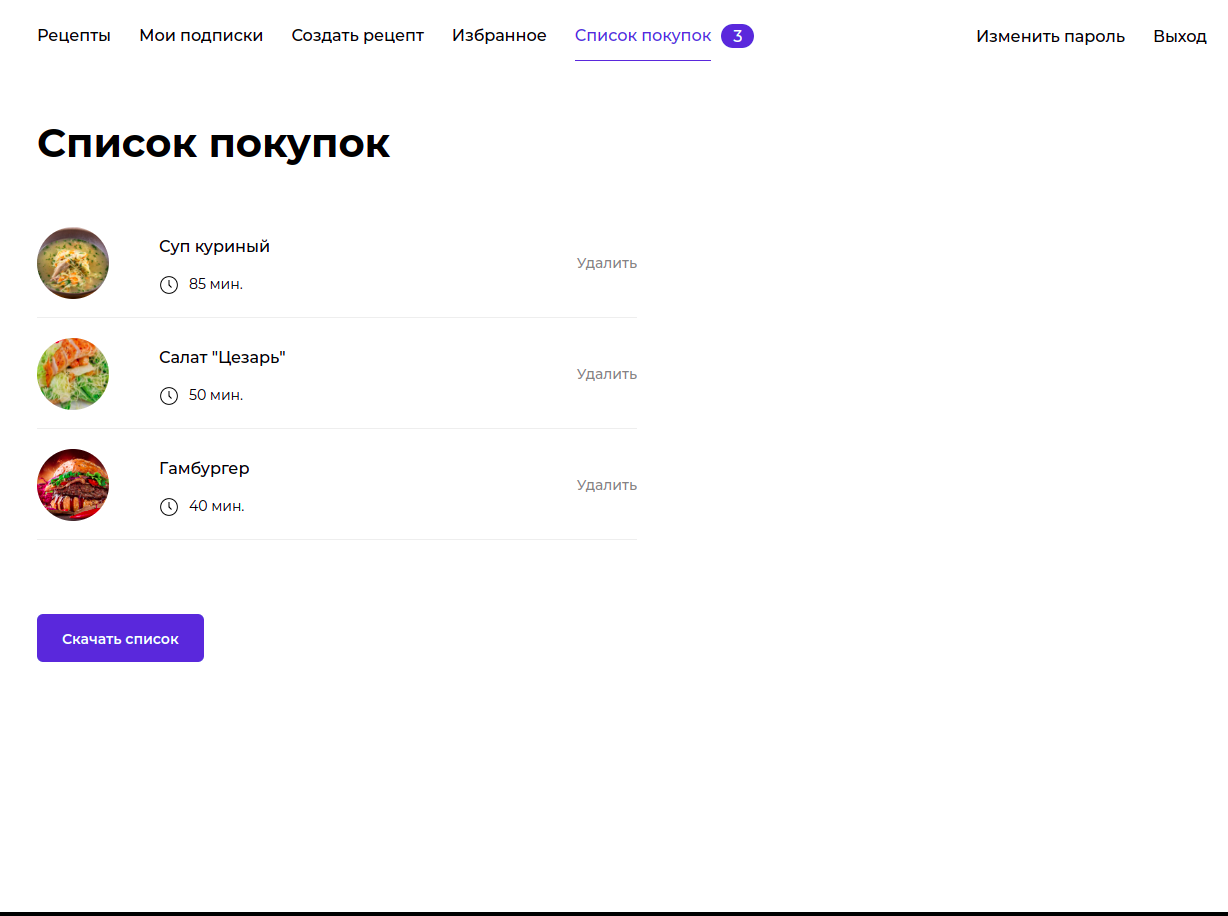 Рецепты Мои подписки Создать рецепт Избранное Список покупок 3 Изменить пароль Выход
Список покупок
Суп куриный
Удалить
85 мин.
Салат "Цезарь"
Удалить
50 мин.
Гамбургер
Удалить
40 мин.
Скачать список